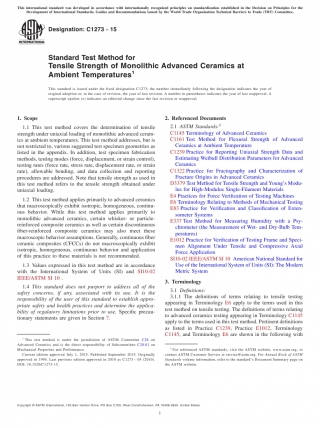 This international standard was developed in accordance with internationally recognized principles on standardization established in the Decision on Principles for the
Development of International Standards, Guides and Recommendations issued by the World Trade Organization Technical Barriers to Trade (TBT) Committee.
Designation: C1273 − 15
Standard Test Method for
Tensile Strength of Monolithic Advanced Ceramics at
Ambient Temperatures1
This standard is issued under the fixed designation C1273; the number immediately following the designation indicates the year of
original adoption or, in the case of revision, the year of last revision. A number in parentheses indicates the year of last reapproval. A
superscript epsilon (ε) indicates an editorial change since the last revision or reapproval.
1. Scope
1.1 This test method covers the determination of tensile
strength under uniaxial loading of monolithic advanced ceram-
ics at ambient temperatures. This test method addresses, but is
not restricted to, various suggested test specimen geometries as
listed in the appendix. In addition, test specimen fabrication
methods, testing modes (force, displacement, or strain control),
testing rates (force rate, stress rate, displacement rate, or strain
rate), allowable bending, and data collection and reporting
procedures are addressed. Note that tensile strength as used in
this test method refers to the tensile strength obtained under
uniaxial loading.
1.2 This test method applies primarily to advanced ceramics
that macroscopically exhibit isotropic, homogeneous, continu-
ous behavior. While this test method applies primarily to
monolithic advanced ceramics, certain whisker- or particle-
reinforced composite ceramics as well as certain discontinuous
fiber-reinforced composite ceramics may also meet these
macroscopic behavior assumptions. Generally, continuous fiber
ceramic composites (CFCCs) do not macroscopically exhibit
isotropic, homogeneous, continuous behavior and application
of this practice to these materials is not recommended.
1.3 Values expressed in this test method are in accordance
with the International System of Units (SI) and SI10-02
IEEE/ASTM SI 10 .
1.4 This standard does not purport to address all of the
safety concerns, if any, associated with its use. It is the
responsibility of the user of this standard to establish appro-
priate safety and health practices and determine the applica-
bility of regulatory limitations prior to use. Specific precau-
tionary statements are given in Section 7.
1 This test method is under the jurisdiction of ASTM Committee C28 on
Advanced Ceramics and is the direct responsibility of Subcommittee C28.01 on
Mechanical Properties and Performance.
Current edition approved July 1, 2015. Published September 2015. Originally
approved in 1994. Last previous edition approved in 2010 as C1273 – 05 (2010).
DOI: 10.1520/C1273-15.
2. Referenced Documents
2.1 ASTM Standards:2
C1145 Terminology of Advanced Ceramics
C1161 Test Method for Flexural Strength of Advanced
Ceramics at Ambient Temperature
C1239 Practice for Reporting Uniaxial Strength Data and
Estimating Weibull Distribution Parameters for Advanced
Ceramics
C1322 Practice for Fractography and Characterization of
Fracture Origins in Advanced Ceramics
D3379 Test Method for Tensile Strength and Young's Modu-
lus for High-Modulus Single-Filament Materials
E4 Practices for Force Verification of Testing Machines
E6 Terminology Relating to Methods of Mechanical Testing
E83 Practice for Verification and Classification of Exten-
someter Systems
E337 Test Method for Measuring Humidity with a Psy-
chrometer (the Measurement of Wet- and Dry-Bulb Tem-
peratures)
E1012 Practice for Verification of Testing Frame and Speci-
men Alignment Under Tensile and Compressive Axial
Force Application
SI10-02 IEEE/ASTM SI 10 American National Standard for
Use of the International System of Units (SI): The Modern
Metric System
3. Terminology
3.1 Definitions:
3.1.1 The definitions of terms relating to tensile testing
appearing in Terminology E6 apply to the terms used in this
test method on tensile testing. The definitions of terms relating
to advanced ceramics testing appearing in Terminology C1145
apply to the terms used in this test method. Pertinent definitions
as listed in Practice C1239, Practice E1012, Terminology
C1145, and Terminology E6 are shown in the following with
2 For referenced ASTM standards, visit the ASTM website, www.astm.org, or
contact ASTM Customer Service at service@astm.org. For Annual Book of ASTM
Standards volume information, refer to the standard's Document Summary page on
the ASTM website.
Copyright © ASTM International, 100 Barr Harbor Drive, PO Box C700, West Conshohocken, PA 19428-2959. United States
1